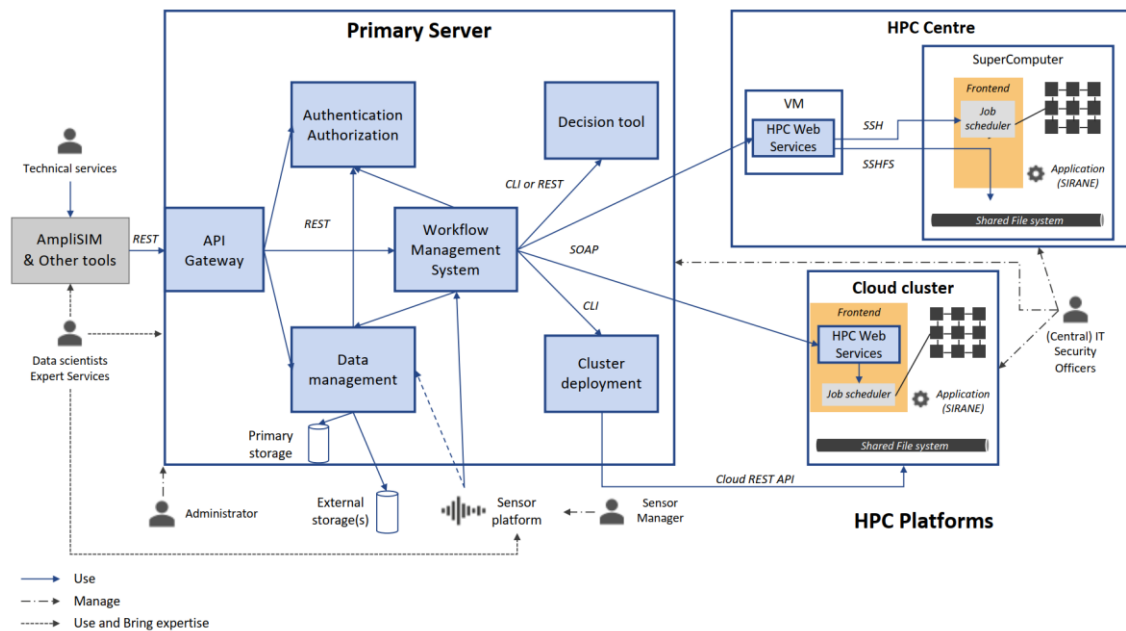 Primary Server
HPC Centre
SuperComputer
Frontend
Job
scheduler
VM
HPC Web
Services
SSH
SSHFS
Application
(SIRANE)
Shared File system
Authentication
Authorization
Decision tool
Technical services
CLI or REST
AmpliSIM
& Other tools
REST
API
Gateway
REST
Workflow
Management
System
SOAP
CLI
Cloud cluster
Frontend
HPC Web
Services
Job scheduler
Application
(SIRANE)
Shared File system
(Central) IT
Security
Officers
Data scientists
Expert Services
Data
management
Cluster
deployment
Primary
storage
Cloud REST API
Administrator
External
storage(s)
Sensor
platform
Sensor
Manager
HPC Platforms
Use
Manage
Use and Bring expertise